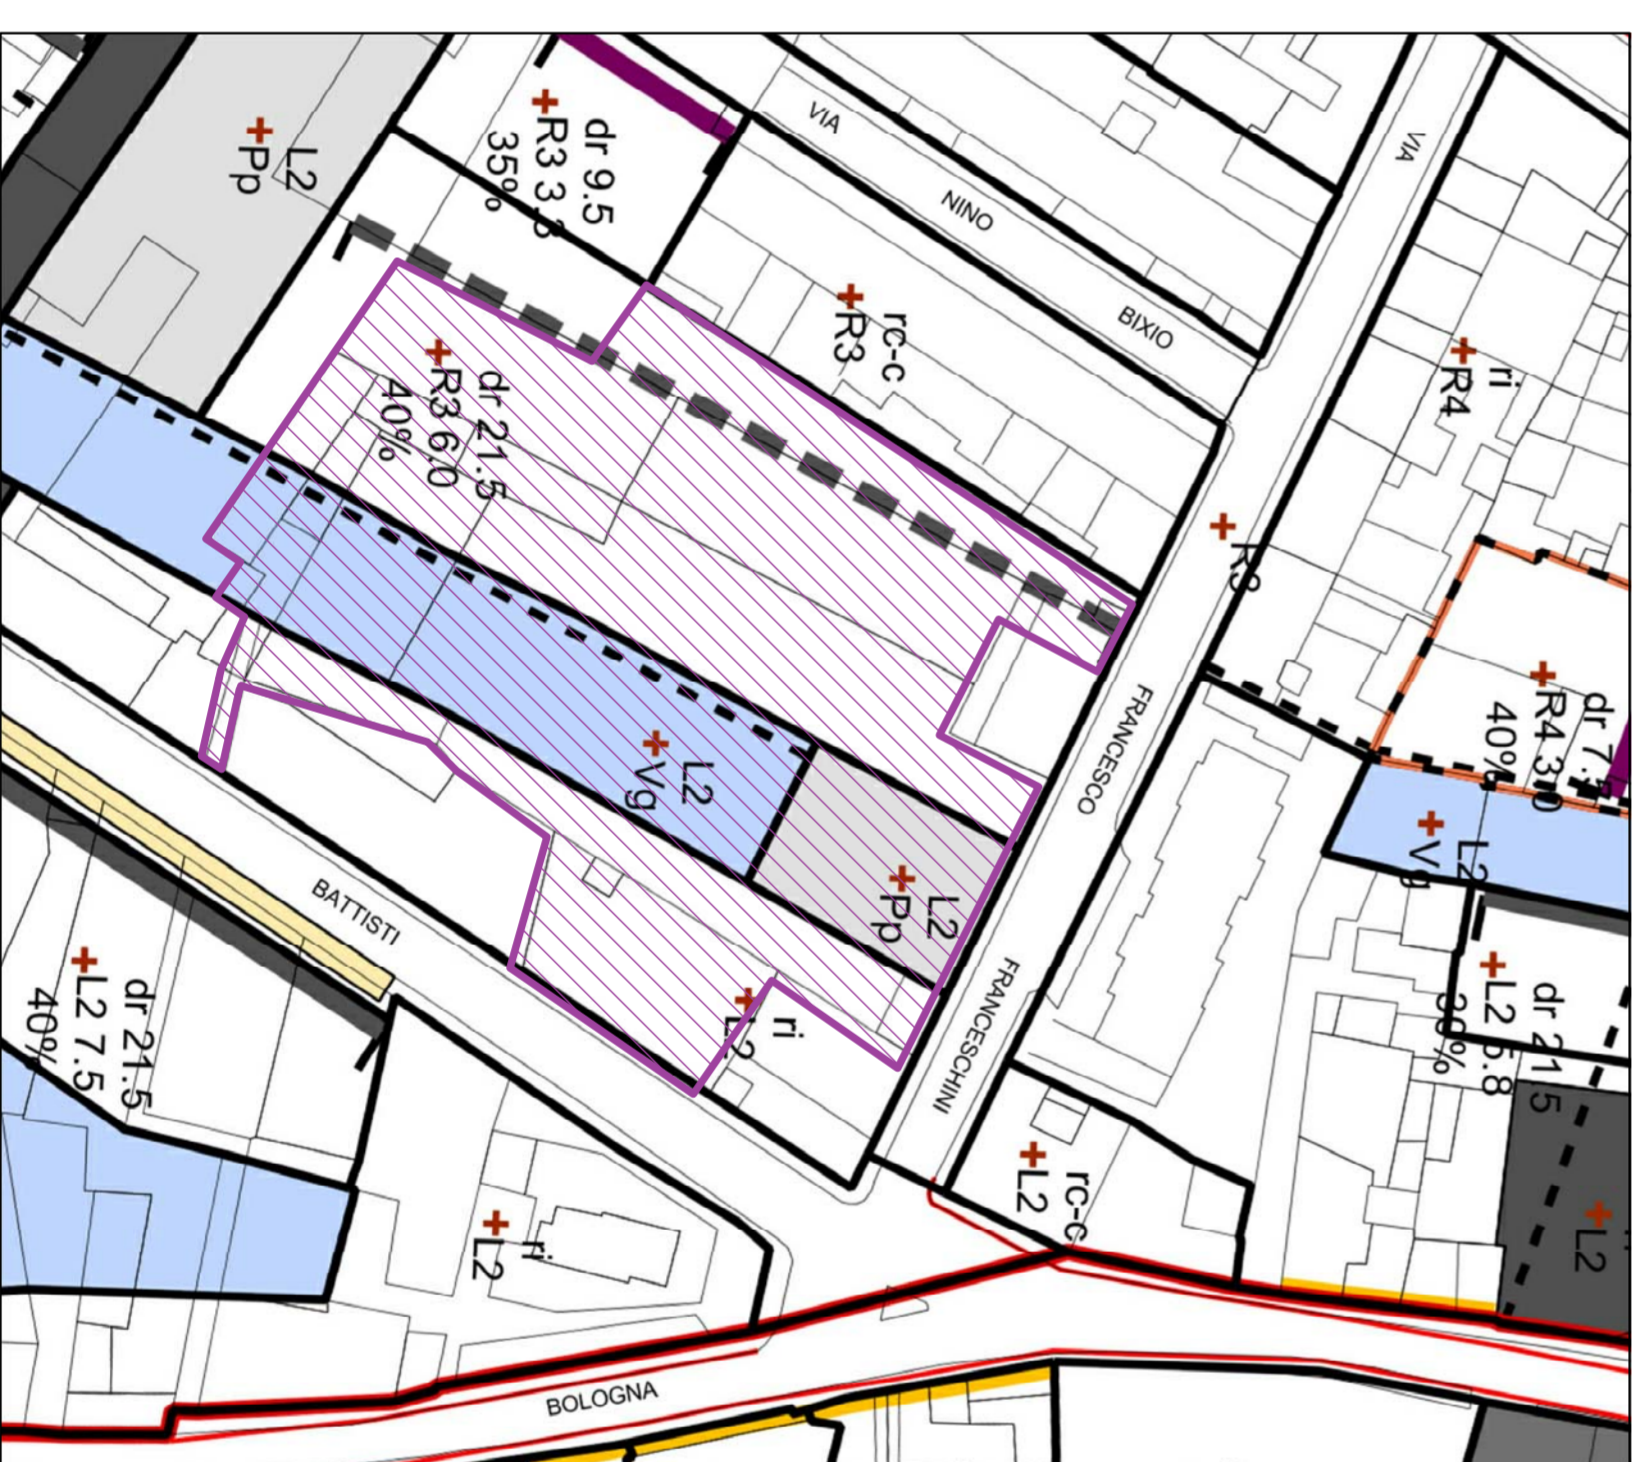 L2
Pp
dr 9.5
R3 3.3
35%
VIA
NINO
BIXIO
VIA
rc-c
R3
ri
R4
dr 21.5
R3 6.0
40%
R3
dr 7.5
R4 3.0
40%
FRANCESCO
L2
Vg
L2
Vg
L2
Pp
BATTISTI
FRANCESCHINI
dr 21.5
L2 7.5
40%
ri
L2
dr 21.5
L2 5.8
rc-c
L2
L2
ri
L2
BOLOGNA